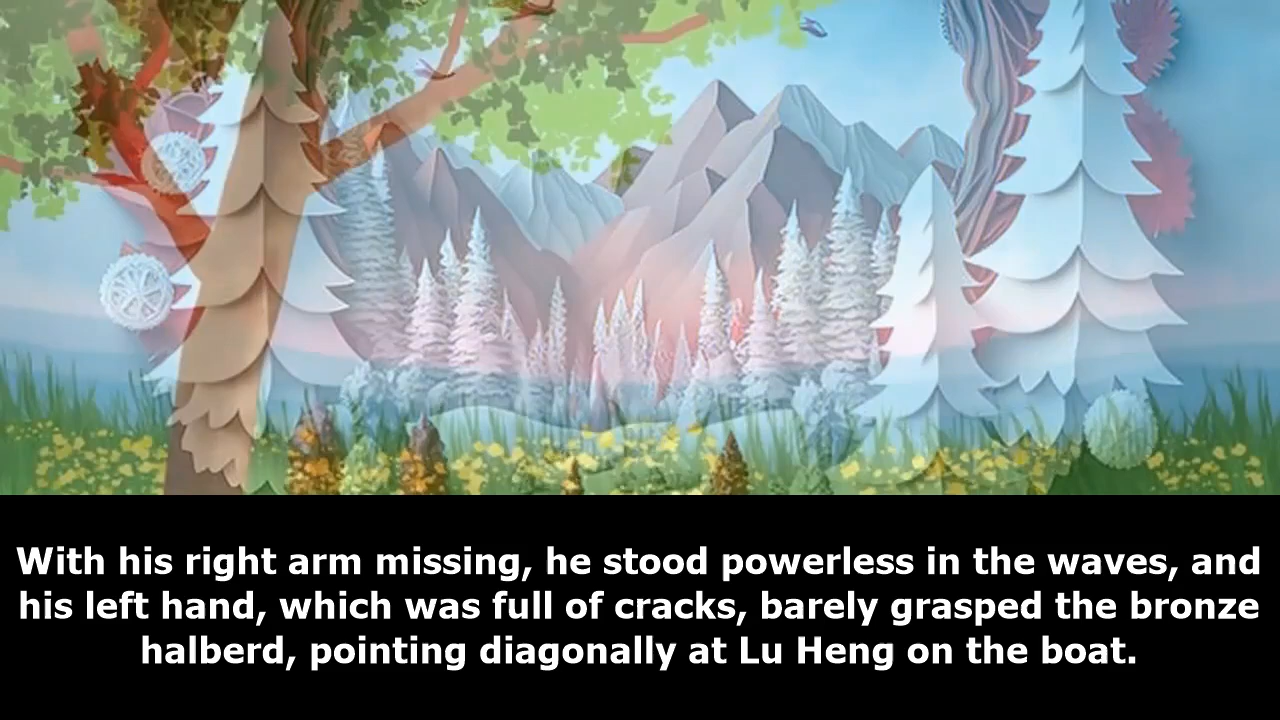 With his right arm missing, he stood powerless in the waves, and
his left hand, which was full of cracks, barely grasped the bronze
halberd, pointing diagonally at Lu Heng on the boat.